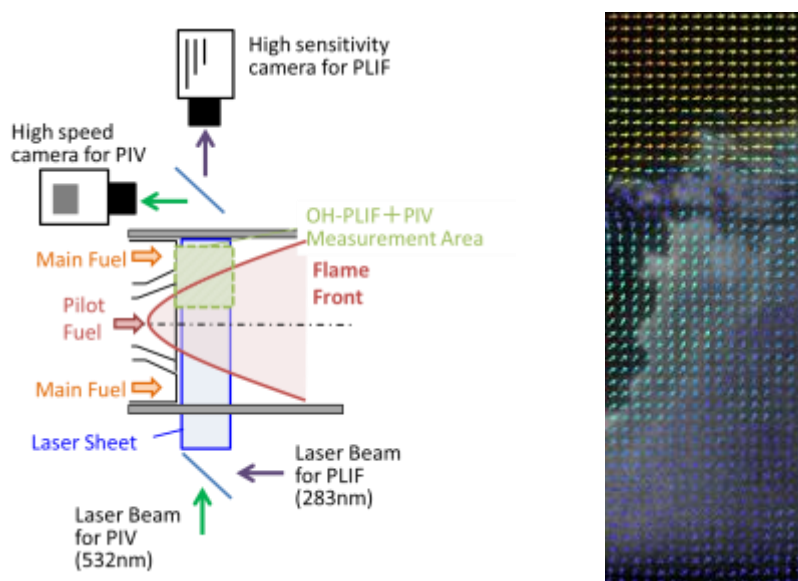 High sensitivity
camera for PLIF
High speed
camera for PIV
OH-PLIF＋PIV
Measurement Area
Main Fuel
Flame
Front
Pilot
Fuel
Main Fuel
Laser Sheet
Laser Beam
for PLIF
(283nm)
Laser Beam
for PIV
(532nm)